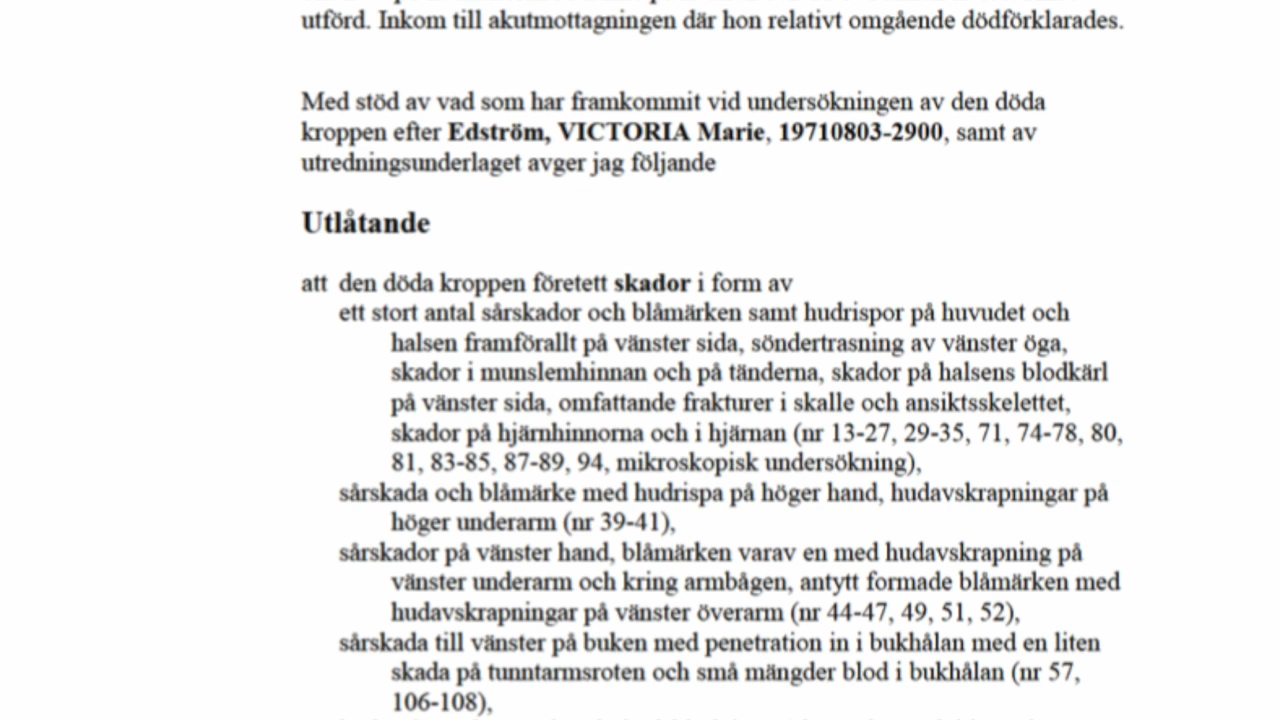 utförd. Inkom till akutmottagningen där hon relativt omgående dödförklarades.
Med stöd av vad som har framkommit vid undersökningen av den döda
kroppen efter Edström, VICTORIA Marie, 19710803-2900, samt av
utredningsunderlaget avger jag följande
Utlåtande
att den döda kroppen företett skador i form av
ett stort antal sårskador och blåmärken samt hudrispor på huvudet och
halsen framförallt på vänster sida, söndertrasning av vänster öga,
skador i munslemhinnan och på tänderna, skador på halsens blodkärl
på vänster sida, omfattande frakturer i skalle och ansiktsskelettet,
skador på hjärnhinnorna och i hjärnan (nr 13-27, 29-35, 71, 74-78, 80,
81, 83-85, 87-89, 94, mikroskopisk undersökning),
sårskada och blåmärke med hudrispa på höger hand, hudavskrapningar på
höger underarm (nr 39-41),
sårskador på vänster hand, blåmärken varav en med hudavskrapning på
vänster underarm och kring armbågen, antytt formade blåmärken med
hudavskrapningar på vänster överarm (nr 44-47, 49, 51, 52),
sårskada till vänster på buken med penetration in i bukhålan med en liten
skada på tunntarmsroten och små mängder blod i bukhålan (nr 57,
106-108),